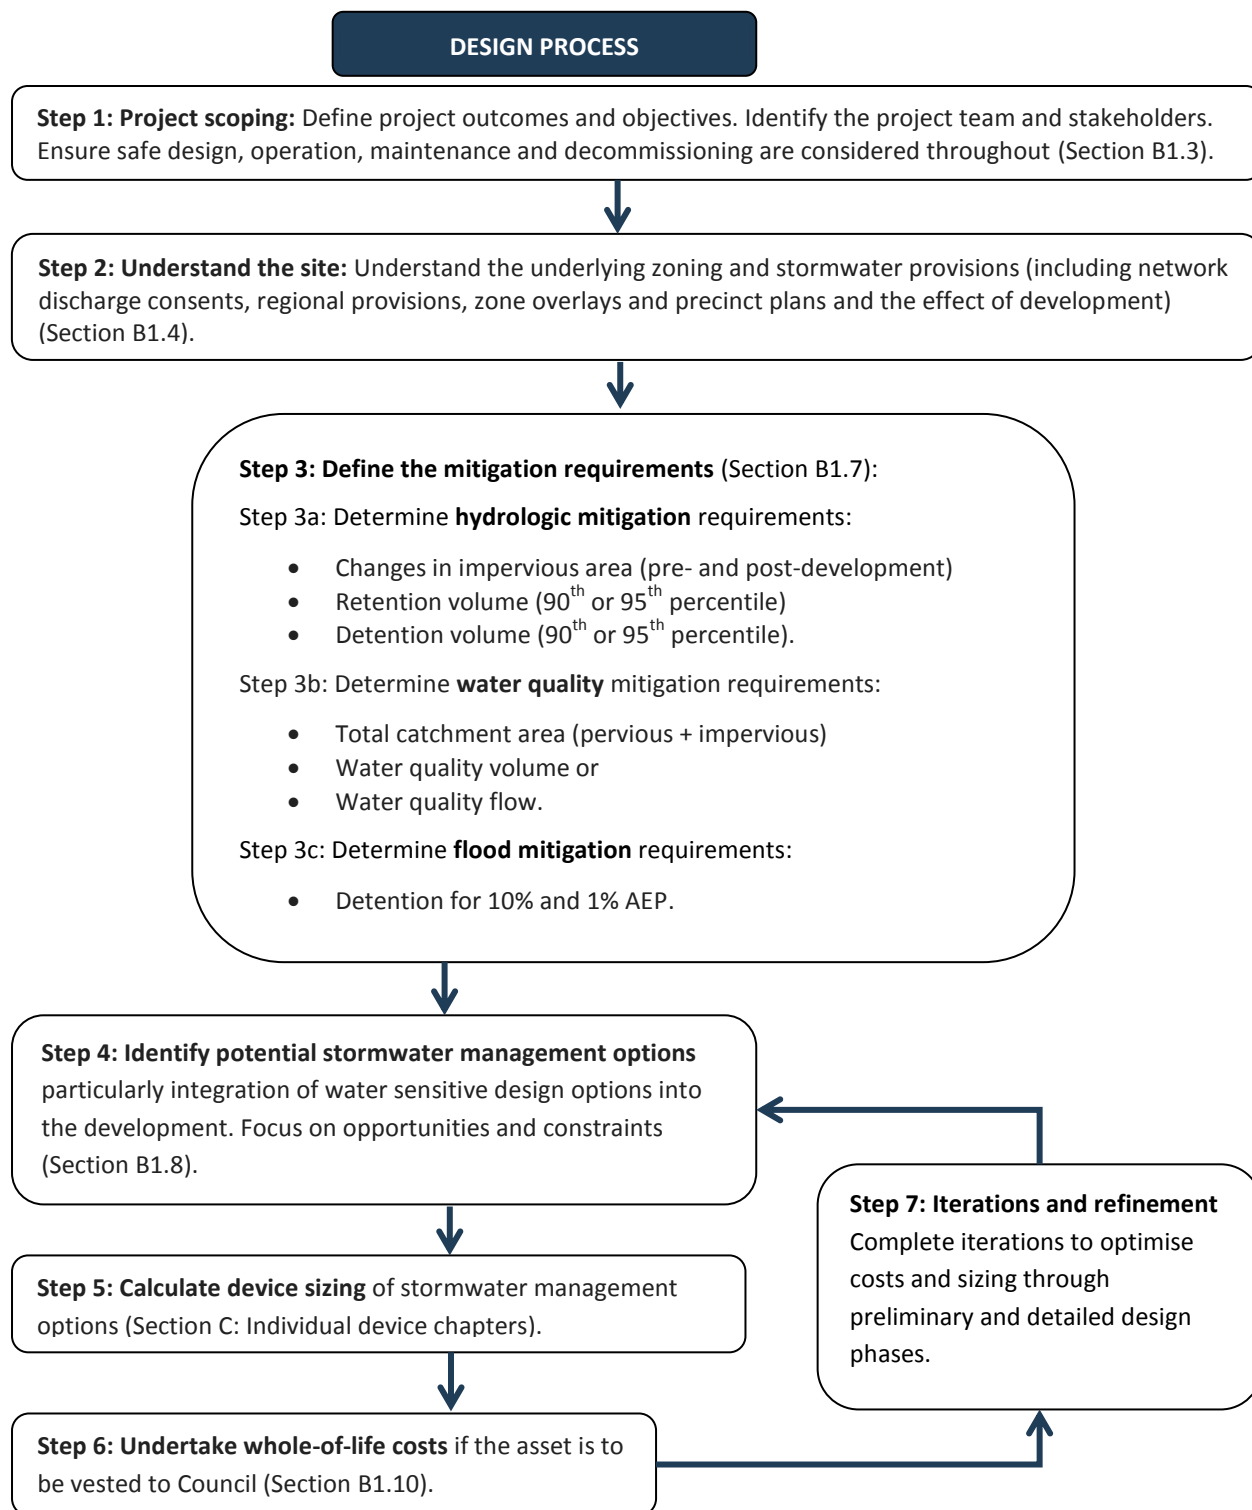 DESIGN PROCESS
Step 1: Project scoping: Define project outcomes and objectives. Identify the project team and stakeholders.
Ensure safe design, operation, maintenance and decommissioning are considered throughout (Section B1.3).
Step 2: Understand the site: Understand the underlying zoning and stormwater provisions (including network
discharge consents, regional provisions, zone overlays and precinct plans and the effect of development)
(Section B1.4).
Step 3: Define the mitigation requirements (Section B1.7):
Step 3a: Determine hydrologic mitigation requirements:
• Changes in impervious area (pre- and post-development)
• Retention volume (90th or 95th percentile)
• Detention volume (90th or 95th percentile).
Step 3b: Determine water quality mitigation requirements:
• Total catchment area (pervious + impervious)
• Water quality volume or
• Water quality flow.
Step 3c: Determine flood mitigation requirements:
• Detention for 10% and 1% AEP.
Step 4: Identify potential stormwater management options
particularly integration of water sensitive design options into
the development. Focus on opportunities and constraints
(Section B1.8).
Step 5: Calculate device sizing of stormwater management
options (Section C: Individual device chapters).
Step 6: Undertake whole-of-life costs if the asset is to
be vested to Council (Section B1.10).
Step 7: Iterations and refinement
Complete iterations to optimise
costs and sizing through
preliminary and detailed design
phases.